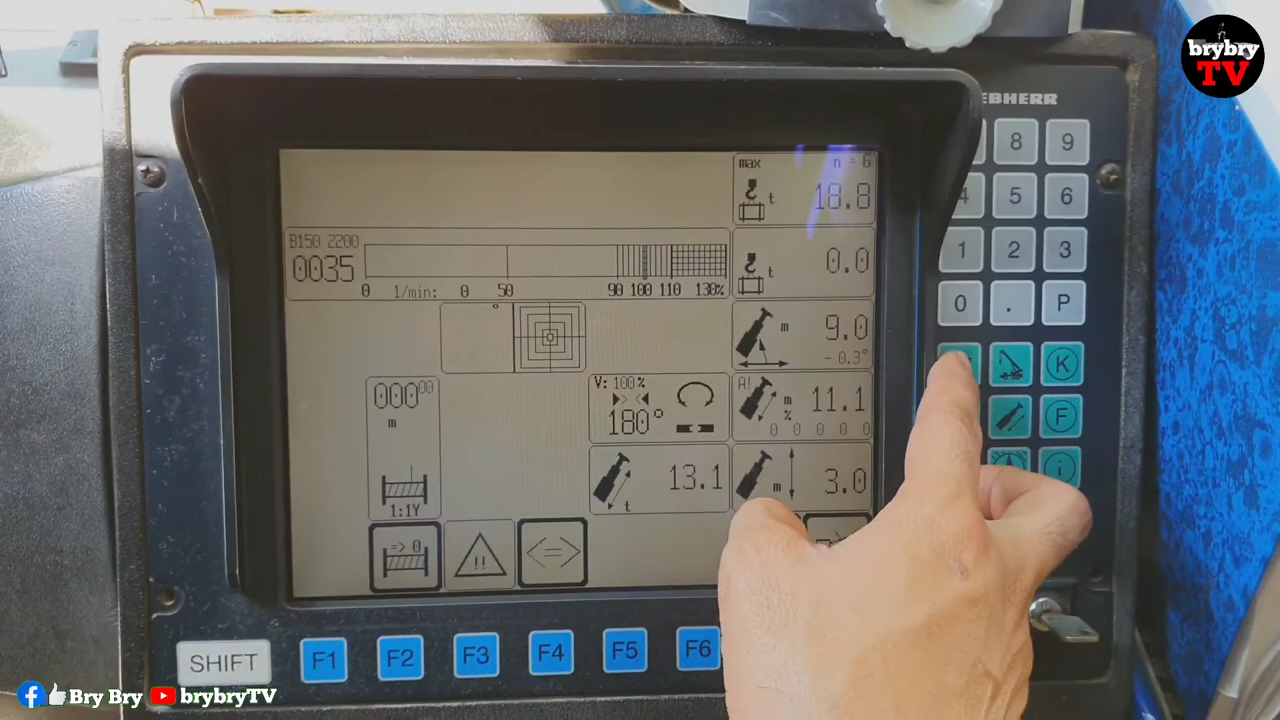 brybry
TV
EBHERR
max n = 6
t 18.8
B150 2200
0035
0 1/min: 0 50 90 100 110 130%
t 0.0
m 9.0
-0.3°
°
000 00
m
1:1Y
V: 100%
180°
A!
m
%
11.1
0 0 0 0 0
t 13.1
m 3.0
=> 0
!!
<=>
8 9
4 5 6
1 2 3
0 . P
K
F
i
SHIFT F1 F2 F3 F4 F5 F6
Bry Bry brybryTV